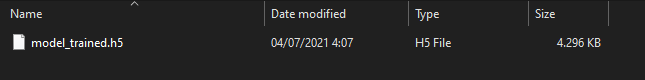 Name Date modified Type Size
model_trained.h5 04/07/2021 4:07 H5 File 4.296 KB